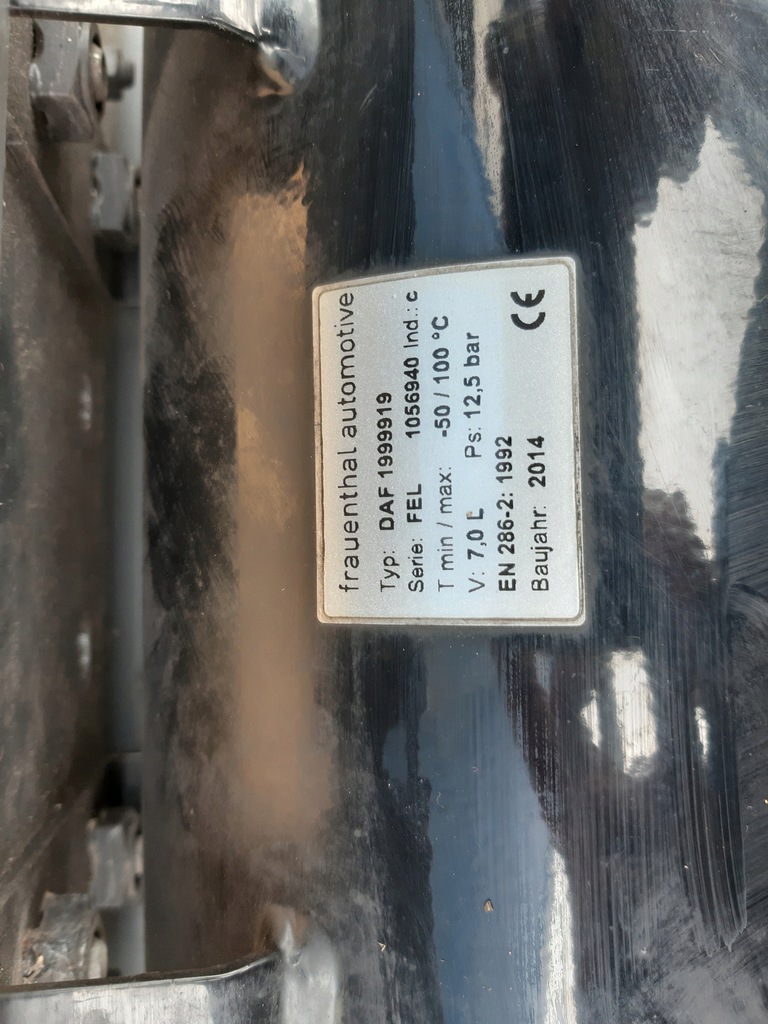 frauenthal automotive
Typ: DAF 1999919
Serie: FEL 1056940 Ind.: c
T min / max: -50 / 100 °C
V: 7,0 L Ps: 12,5 bar
EN 286-2: 1992
Baujahr: 2014 CE